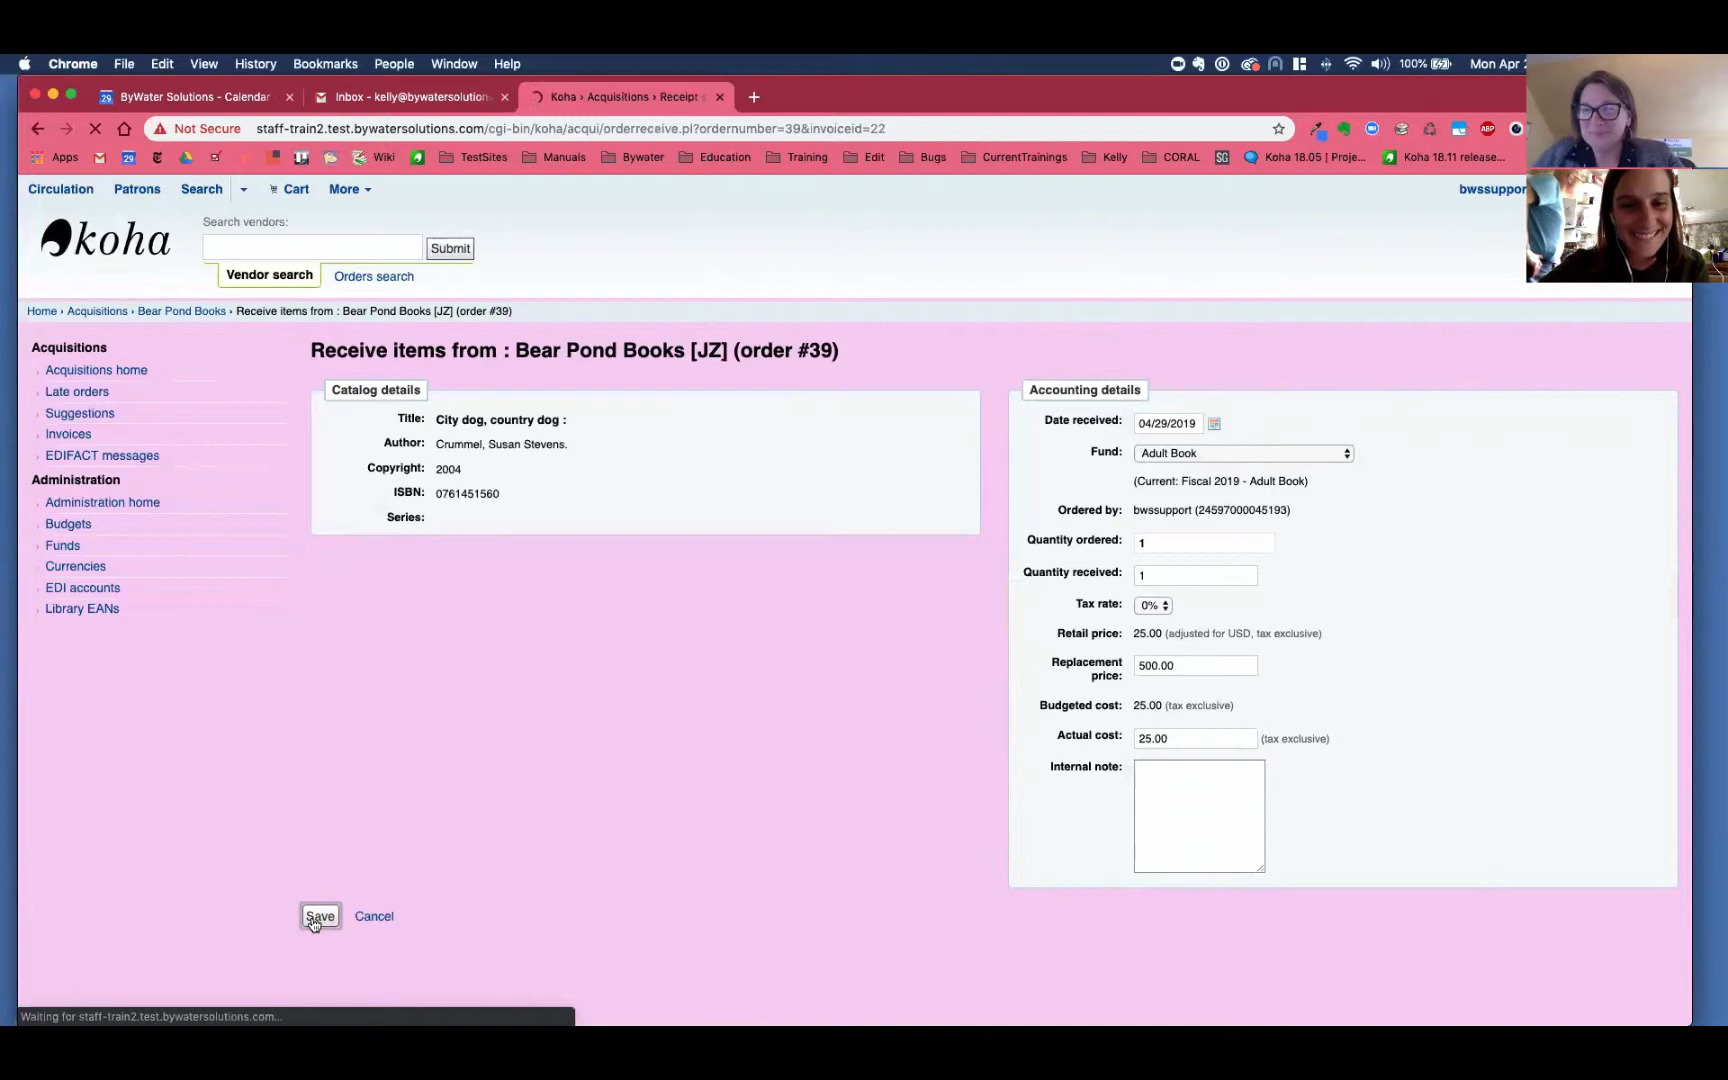 Chrome File Edit View History Bookmarks People Window Help 100% Mon Apr
ByWater Solutions - Calendar Inbox - kelly@bywatersolution Koha › Acquisitions › Receipt
Not Secure staff-train2.test.bywatersolutions.com/cgi-bin/koha/acqui/orderreceive.pl?ordernumber=39&invoiceid=22
Apps Wiki TestSites Manuals Bywater Education Training Edit Bugs CurrentTrainings Kelly CORAL Koha 18.05 | Proje... Koha 18.11 release...
Circulation Patrons Search Cart More bwssuppor
koha
Search vendors:
Submit
Vendor search Orders search
Home › Acquisitions › Bear Pond Books › Receive items from : Bear Pond Books [JZ] (order #39)
Acquisitions
Acquisitions home
Late orders
Suggestions
Invoices
EDIFACT messages
Administration
Administration home
Budgets
Funds
Currencies
EDI accounts
Library EANs
Receive items from : Bear Pond Books [JZ] (order #39)
Catalog details
Title: City dog, country dog :
Author: Crummel, Susan Stevens.
Copyright: 2004
ISBN: 0761451560
Series:
Accounting details
Date received: 04/29/2019
Fund: Adult Book
(Current: Fiscal 2019 - Adult Book)
Ordered by: bwssupport (24597000045193)
Quantity ordered: 1
Quantity received: 1
Tax rate: 0%
Retail price: 25.00 (adjusted for USD, tax exclusive)
Replacement
price: 500.00
Budgeted cost: 25.00 (tax exclusive)
Actual cost: 25.00 (tax exclusive)
Internal note:
Save Cancel
Waiting for staff-train2.test.bywatersolutions.com...